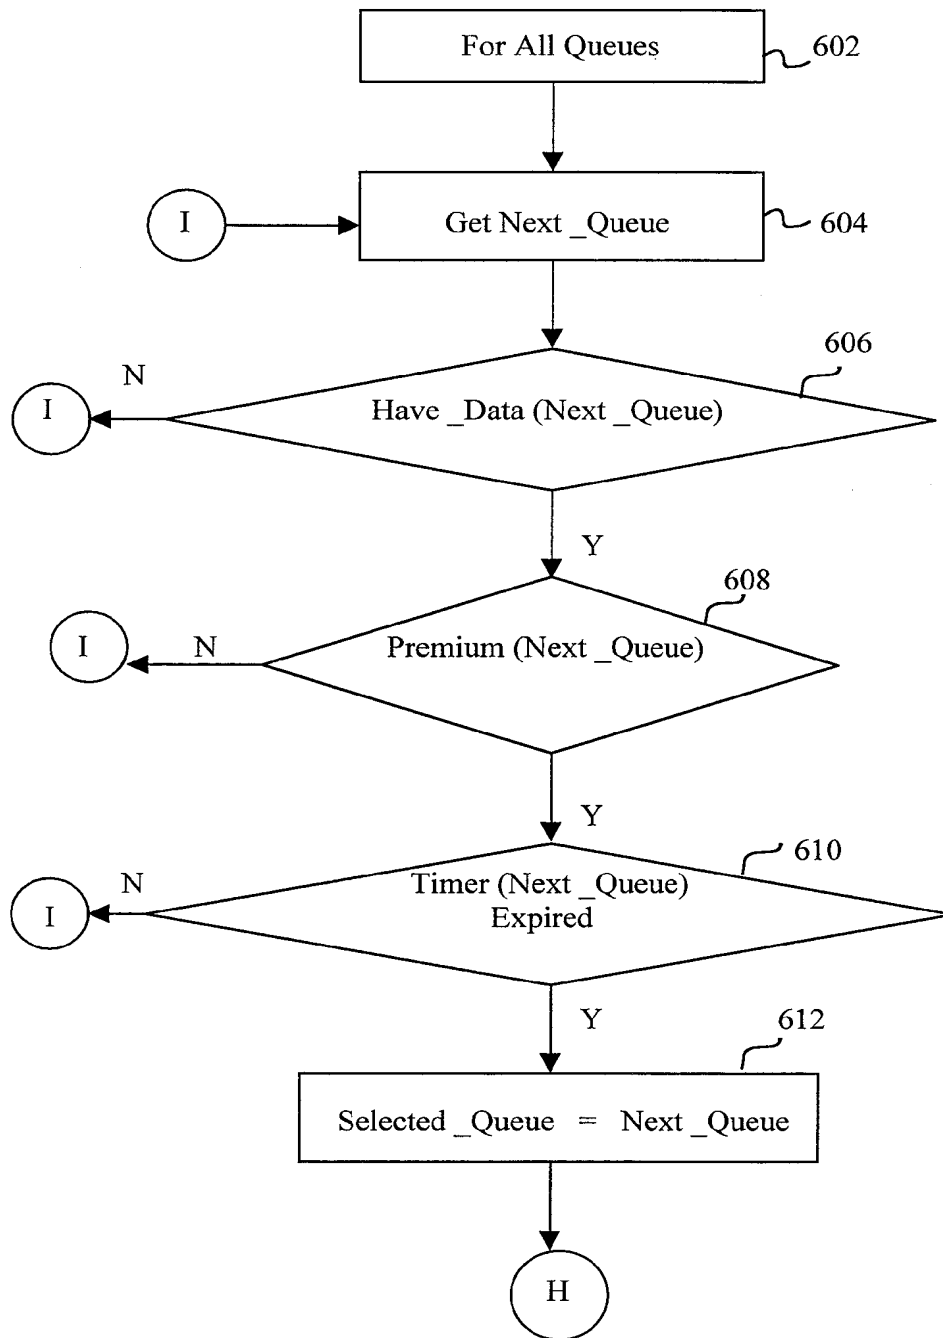 For All Queues
602
I
Get Next _Queue
604
606
N
I
Have _Data (Next _Queue)
Y
608
I
N
Premium (Next _Queue)
Y
610
N
I
Timer (Next _Queue)
Expired
Y
612
Selected _Queue = Next _Queue
H